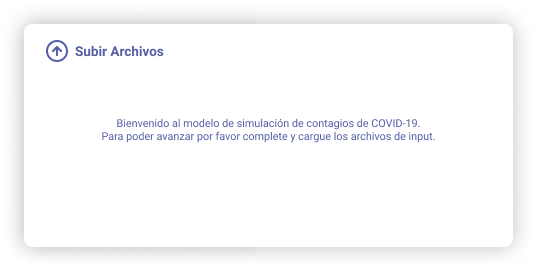 Subir Archivos
Bienvenido al modelo de simulación de contagios de COVID-19.
Para poder avanzar por favor complete y cargue los archivos de input.